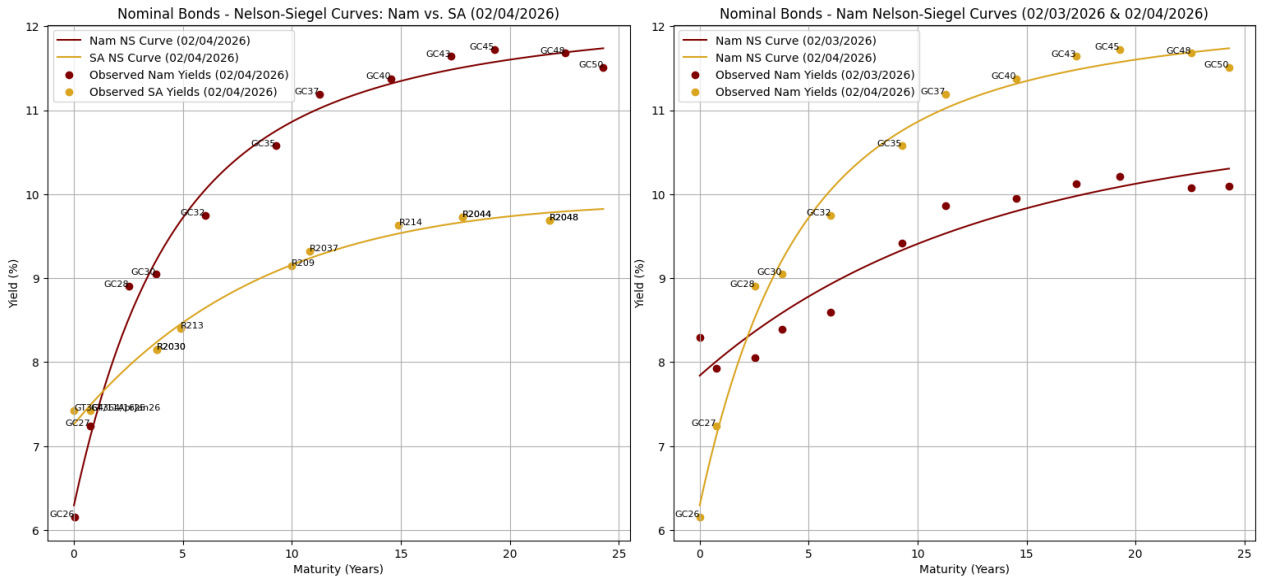 Nominal Bonds - Nelson-Siegel Curves: Nam vs. SA (02/04/2026)
12
11
10
9
8
7
6
Yield (%)
0
5
10
15
20
25
Maturity (Years)
Nam NS Curve (02/04/2026)
SA NS Curve (02/04/2026)
Observed Nam Yields (02/04/2026)
Observed SA Yields (02/04/2026)
GC26
GC27
GC28
GC30
GC32
GC35
GC37
GC40
GC43
GC45
GC48
GC50
R2030
R213
R209
R2037
R214
R2044
R2048
Nominal Bonds - Nam Nelson-Siegel Curves (02/03/2026 & 02/04/2026)
12
11
10
9
8
7
6
Yield (%)
0
5
10
15
20
25
Maturity (Years)
Nam NS Curve (02/03/2026)
Nam NS Curve (02/04/2026)
Observed Nam Yields (02/03/2026)
Observed Nam Yields (02/04/2026)
GC26
GC27
GC28
GC30
GC32
GC35
GC37
GC40
GC43
GC45
GC48
GC50